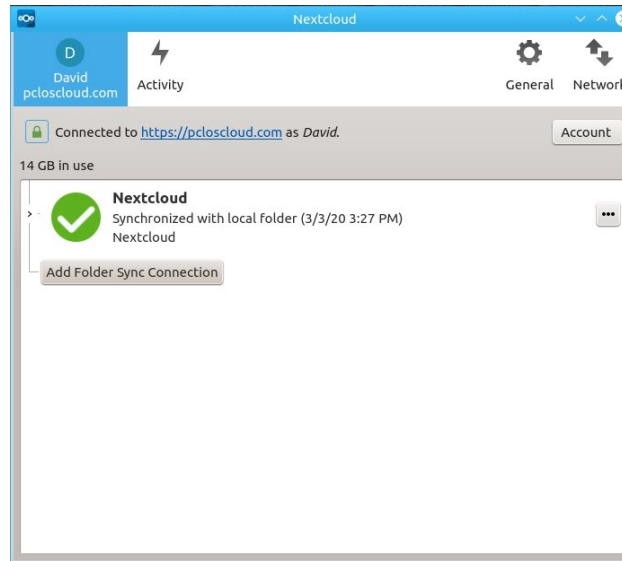 Nextcloud
D
David
pcloscloud.com
Activity
General
Network
Connected to https://pcloscloud.com as David.
Account
14 GB in use
Nextcloud
Synchronized with local folder (3/3/20 3:27 PM)
Nextcloud
Add Folder Sync Connection